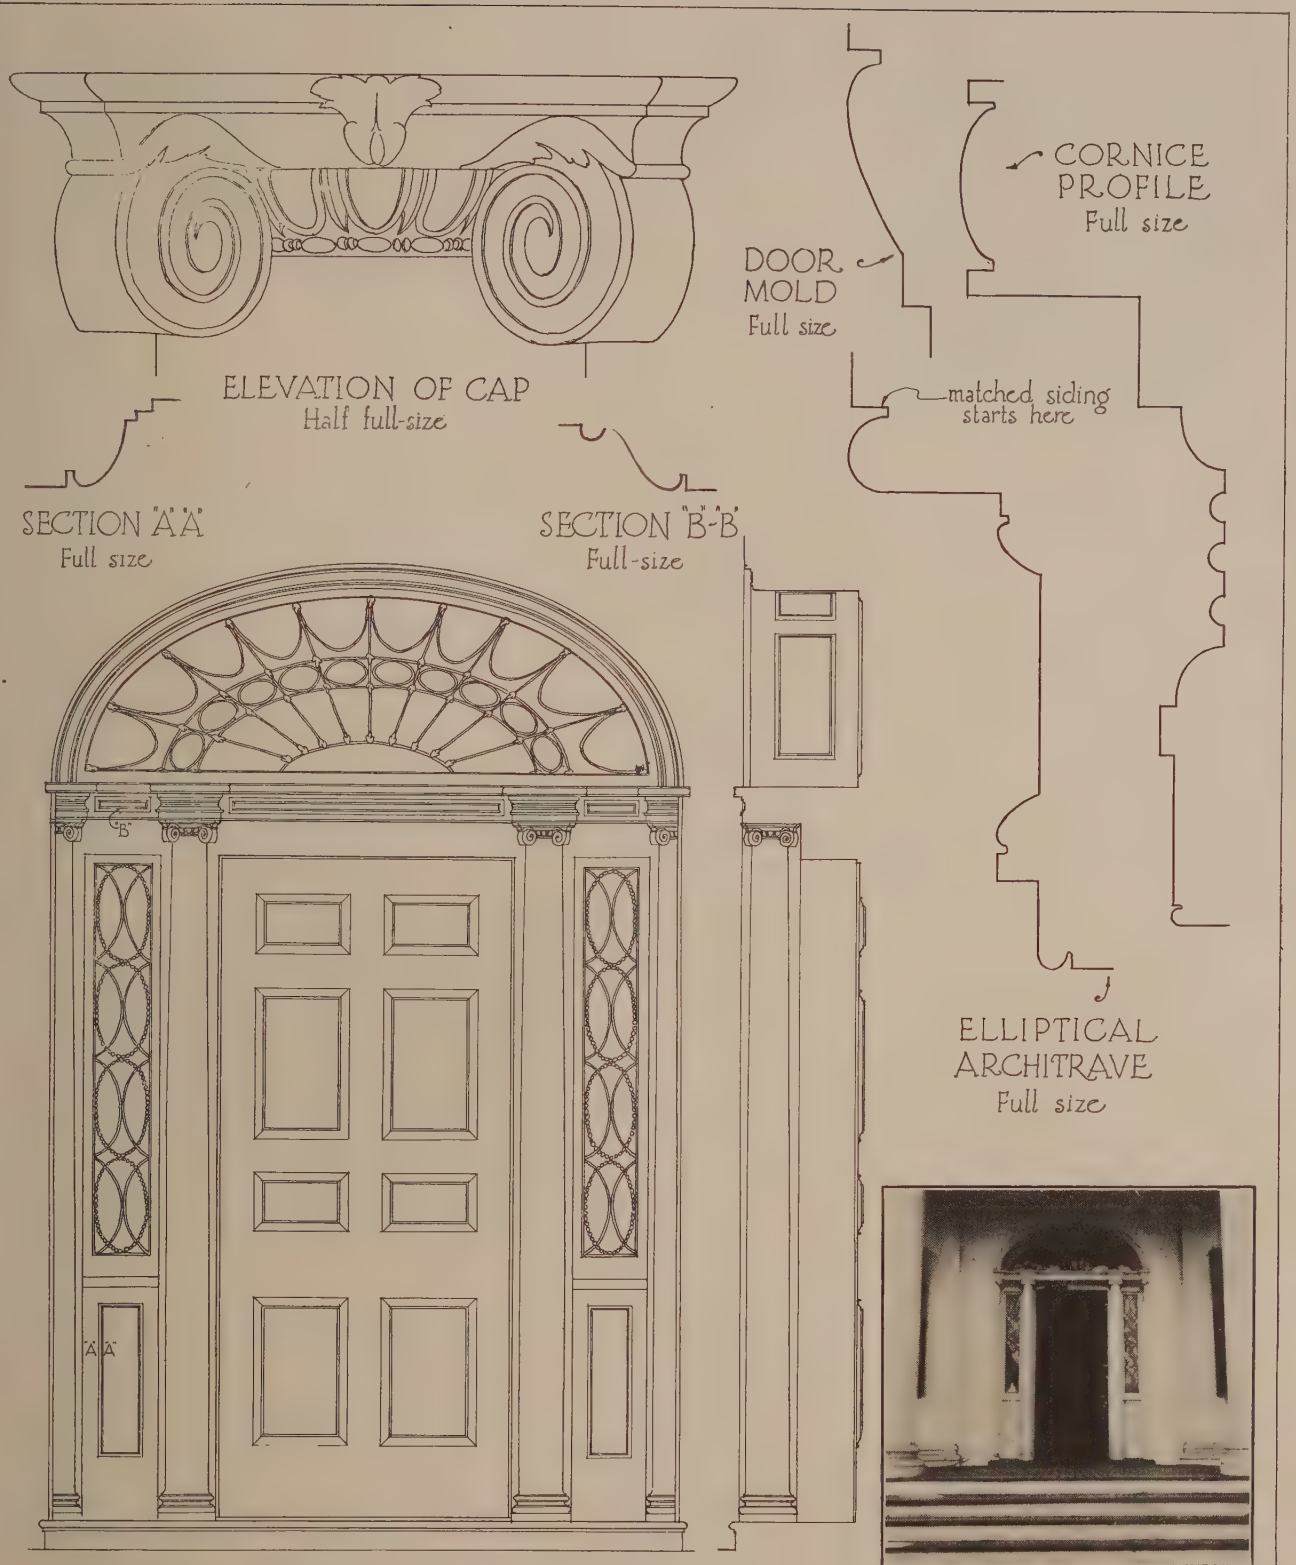 CORNICE
PROFILE
Full size
DOOR
MOLD
Full size
ELEVATION OF CAP
Half full-size
matched siding
starts here
SECTION "A" "A"
Full size
SECTION "B"-"B"
Full-size
"B"
"A" "A"
ELLIPTICAL
ARCHITRAVE
Full size